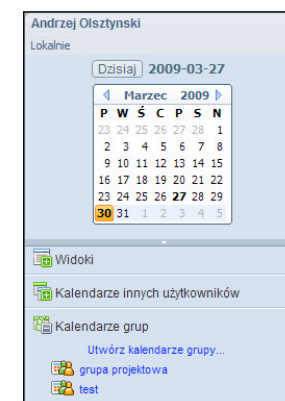 Andrzej Olsztynski
Lokalnie
Dzisiaj 2009-03-27
Marzec 2009
P W Ś C P S N
23 24 25 26 27 28 1
2 3 4 5 6 7 8
9 10 11 12 13 14 15
16 17 18 19 20 21 22
23 24 25 26 27 28 29
30 31 1 2 3 4 5
Widoki
Kalendarze innych użytkowników
Kalendarze grup
Utwórz kalendarze grupy...
grupa projektowa
test